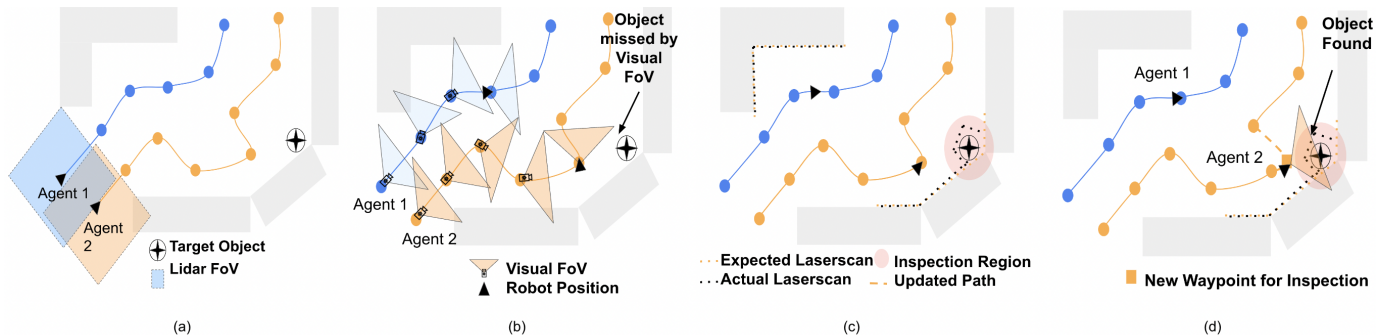 Agent 1
Agent
2
Target Object
Lidar FoV
(a)
Object
missed by
Visual
FoV
Agent 1
Agent 2
Visual FoV
Robot Position
(b)
Expected Laserscan
Actual Laserscan
Inspection Region
Updated Path
(c)
Object
Found
Agent 1
Agent 2
New Waypoint for Inspection
(d)